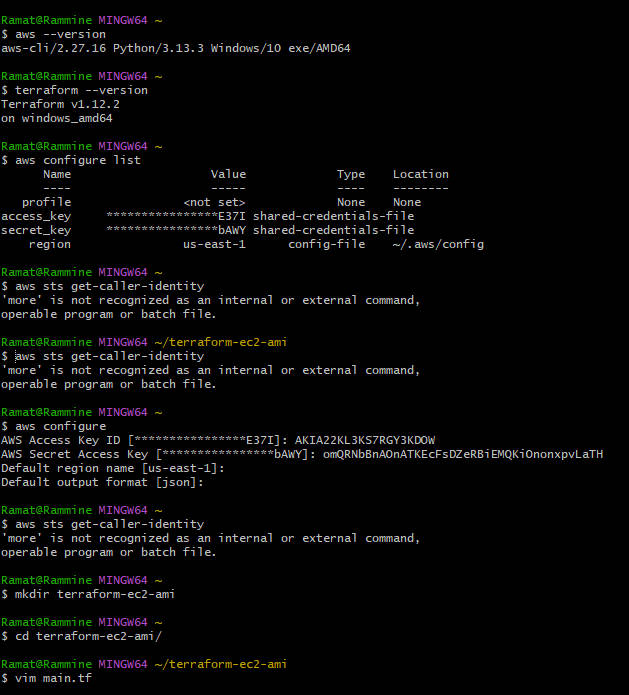 Ramat@Rammine MINGW64 ~
$ aws --version
aws-cli/2.27.16 Python/3.13.3 Windows/10 exe/AMD64
Ramat@Rammine MINGW64 ~
$ terraform --version
Terraform v1.12.2
on windows_amd64
Ramat@Rammine MINGW64 ~
$ aws configure list
Name Value Type Location
---- ----- ---- --------
profile <not set> None None
access_key ****************E37I shared-credentials-file
secret_key ****************bAWY shared-credentials-file
region us-east-1 config-file ~/.aws/config
Ramat@Rammine MINGW64 ~
$ aws sts get-caller-identity
'more' is not recognized as an internal or external command,
operable program or batch file.
Ramat@Rammine MINGW64 ~/terraform-ec2-ami
$ aws sts get-caller-identity
'more' is not recognized as an internal or external command,
operable program or batch file.
Ramat@Rammine MINGW64 ~
$ aws configure
AWS Access Key ID [****************E37I]: AKIA22KL3KS7RGY3KDOW
AWS Secret Access Key [****************bAWY]: 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
Default region name [us-east-1]:
Default output format [json]:
Ramat@Rammine MINGW64 ~
$ aws sts get-caller-identity
'more' is not recognized as an internal or external command,
operable program or batch file.
Ramat@Rammine MINGW64 ~
$ mkdir terraform-ec2-ami
Ramat@Rammine MINGW64 ~
$ cd terraform-ec2-ami/
Ramat@Rammine MINGW64 ~/terraform-ec2-ami
$ vim main.tf